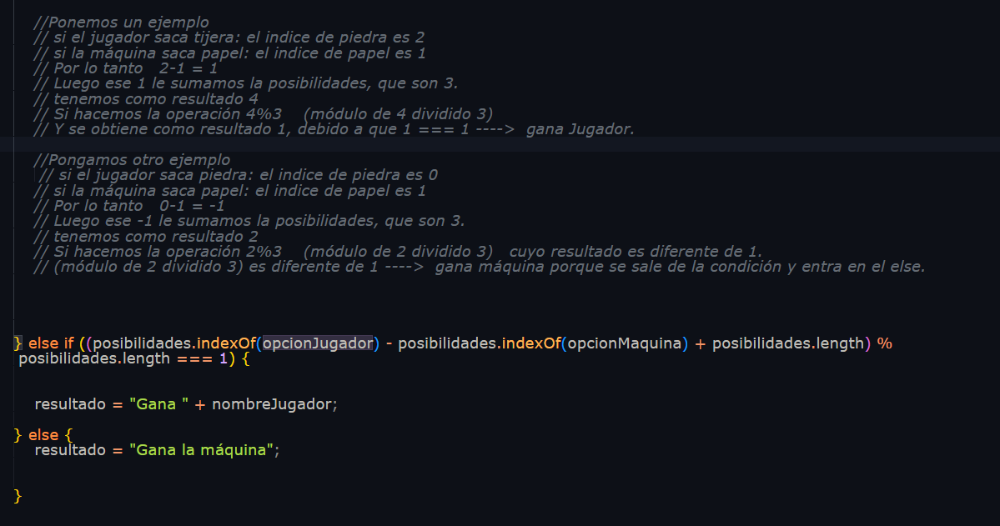 //Ponemos un ejemplo
// si el jugador saca tijera: el indice de piedra es 2
// si la máquina saca papel: el indice de papel es 1
// Por lo tanto   2-1 = 1
// Luego ese 1 le sumamos la posibilidades, que son 3.
// tenemos como resultado 4
// Si hacemos la operación 4%3    (módulo de 4 dividido 3)
// Y se obtiene como resultado 1, debido a que 1 === 1 ---->  gana Jugador.
//Pongamos otro ejemplo
// si el jugador saca piedra: el indice de piedra es 0
// si la máquina saca papel: el indice de papel es 1
// Por lo tanto   0-1 = -1
// Luego ese -1 le sumamos la posibilidades, que son 3.
// tenemos como resultado 2
// Si hacemos la operación 2%3    (módulo de 2 dividido 3)   cuyo resultado es diferente de 1.
// (módulo de 2 dividido 3) es diferente de 1 ---->  gana máquina porque se sale de la condición y entra en el else.
} else if ((posibilidades.indexOf(opcionJugador) - posibilidades.indexOf(opcionMaquina) + posibilidades.length) %
posibilidades.length === 1) {
resultado = "Gana " + nombreJugador;
} else {
resultado = "Gana la máquina";
}